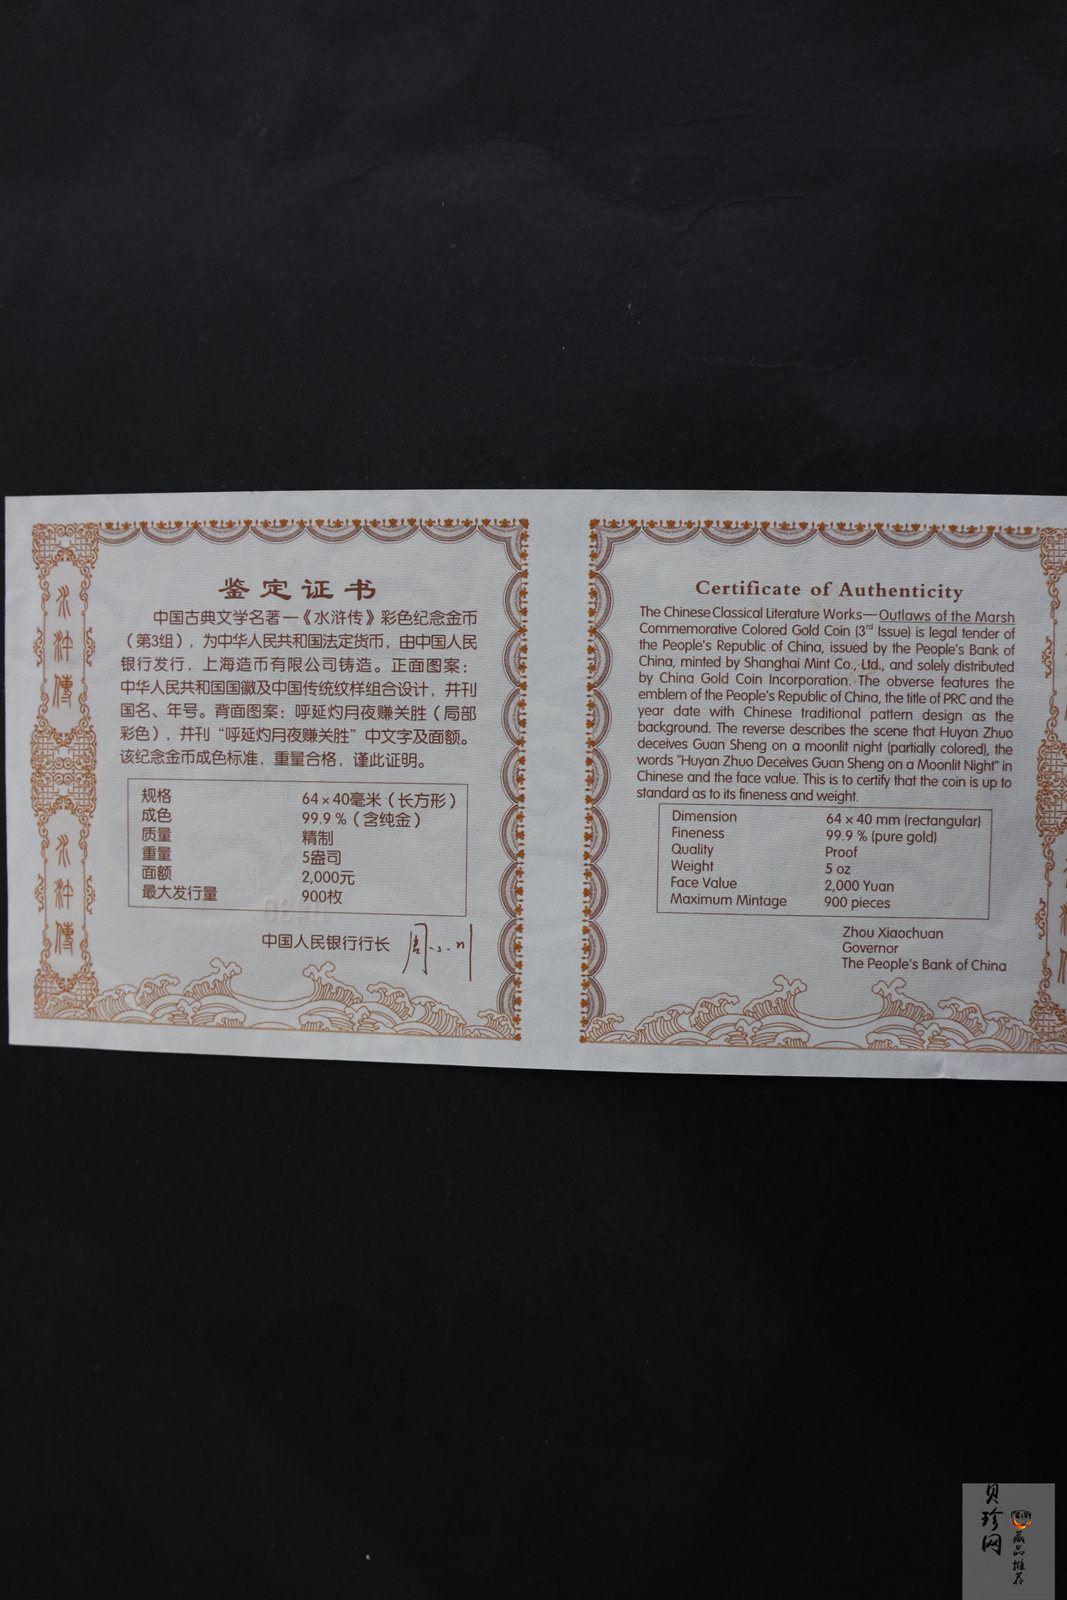 鉴定证书
中国古典文学名著—《水浒传》彩色纪念金币
（第3组），为中华人民共和国法定货币，由中国人民
银行发行，上海造币有限公司铸造。正面图案：
中华人民共和国国徽及中国传统纹样组合设计，并刊
国名、年号。背面图案：呼延灼月夜赚关胜（局部
彩色），并刊“呼延灼月夜赚关胜”中文字及面额。
该纪念金币成色标准，重量合格，谨此证明。
规格 64×40毫米（长方形）
成色 99.9％（含纯金）
质量 精制
重量 5盎司
面额 2,000元
最大发行量 900枚
中国人民银行行长 周小川
水浒傳
水浒傳
Certificate of Authenticity
The Chinese Classical Literature Works—Outlaws of the Marsh
Commemorative Colored Gold Coin (3rd Issue) is legal tender of
the People's Republic of China, issued by the People's Bank of
China, minted by Shanghai Mint Co., Ltd., and solely distributed
by China Gold Coin Incorporation. The obverse features the
emblem of the People's Republic of China, the title of PRC and the
year date with Chinese traditional pattern design as the
background. The reverse describes the scene that Huyan Zhuo
deceives Guan Sheng on a moonlit night (partially colored), the
words "Huyan Zhuo Deceives Guan Sheng on a Moonlit Night" in
Chinese and the face value. This is to certify that the coin is up to
standard as to its fineness and weight.
Dimension 64 × 40 mm (rectangular)
Fineness 99.9 % (pure gold)
Quality Proof
Weight 5 oz
Face Value 2,000 Yuan
Maximum Mintage 900 pieces
Zhou Xiaochuan
Governor
The People's Bank of China
贝珍网
藏品推荐